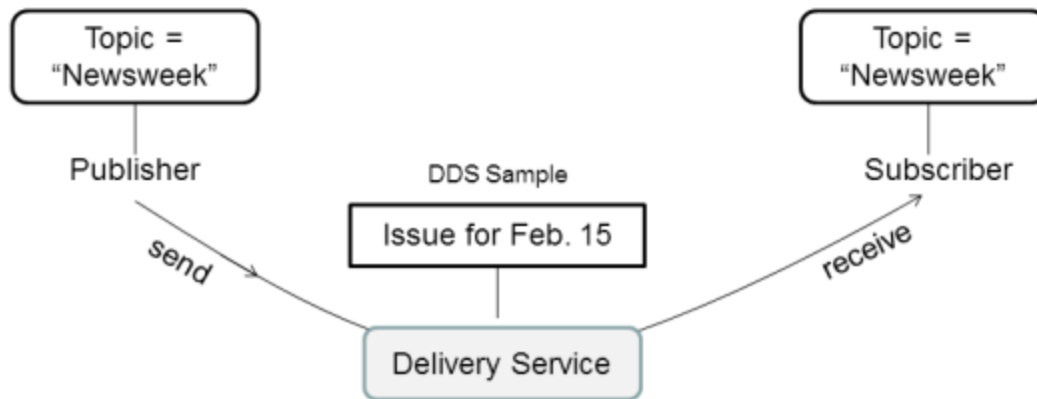 Topic =
“Newsweek”
Topic =
“Newsweek”
Publisher
Subscriber
DDS Sample
Issue for Feb. 15
send
receive
Delivery Service